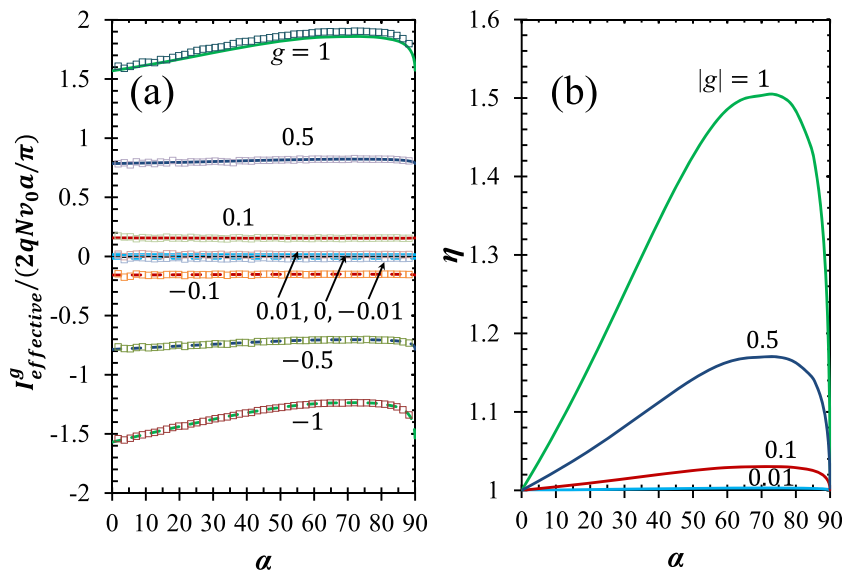 (a)
I^g_effective/(2qNv_0a/π)
2
1.5
1
0.5
0
-0.5
-1
-1.5
-2
g = 1
0.5
0.1
0.01, 0, −0.01
−0.1
−0.5
−1
0 10 20 30 40 50 60 70 80 90
α
(b)
η
1.6
1.5
1.4
1.3
1.2
1.1
1
|g| = 1
0.5
0.1
0.01
0 10 20 30 40 50 60 70 80 90
α